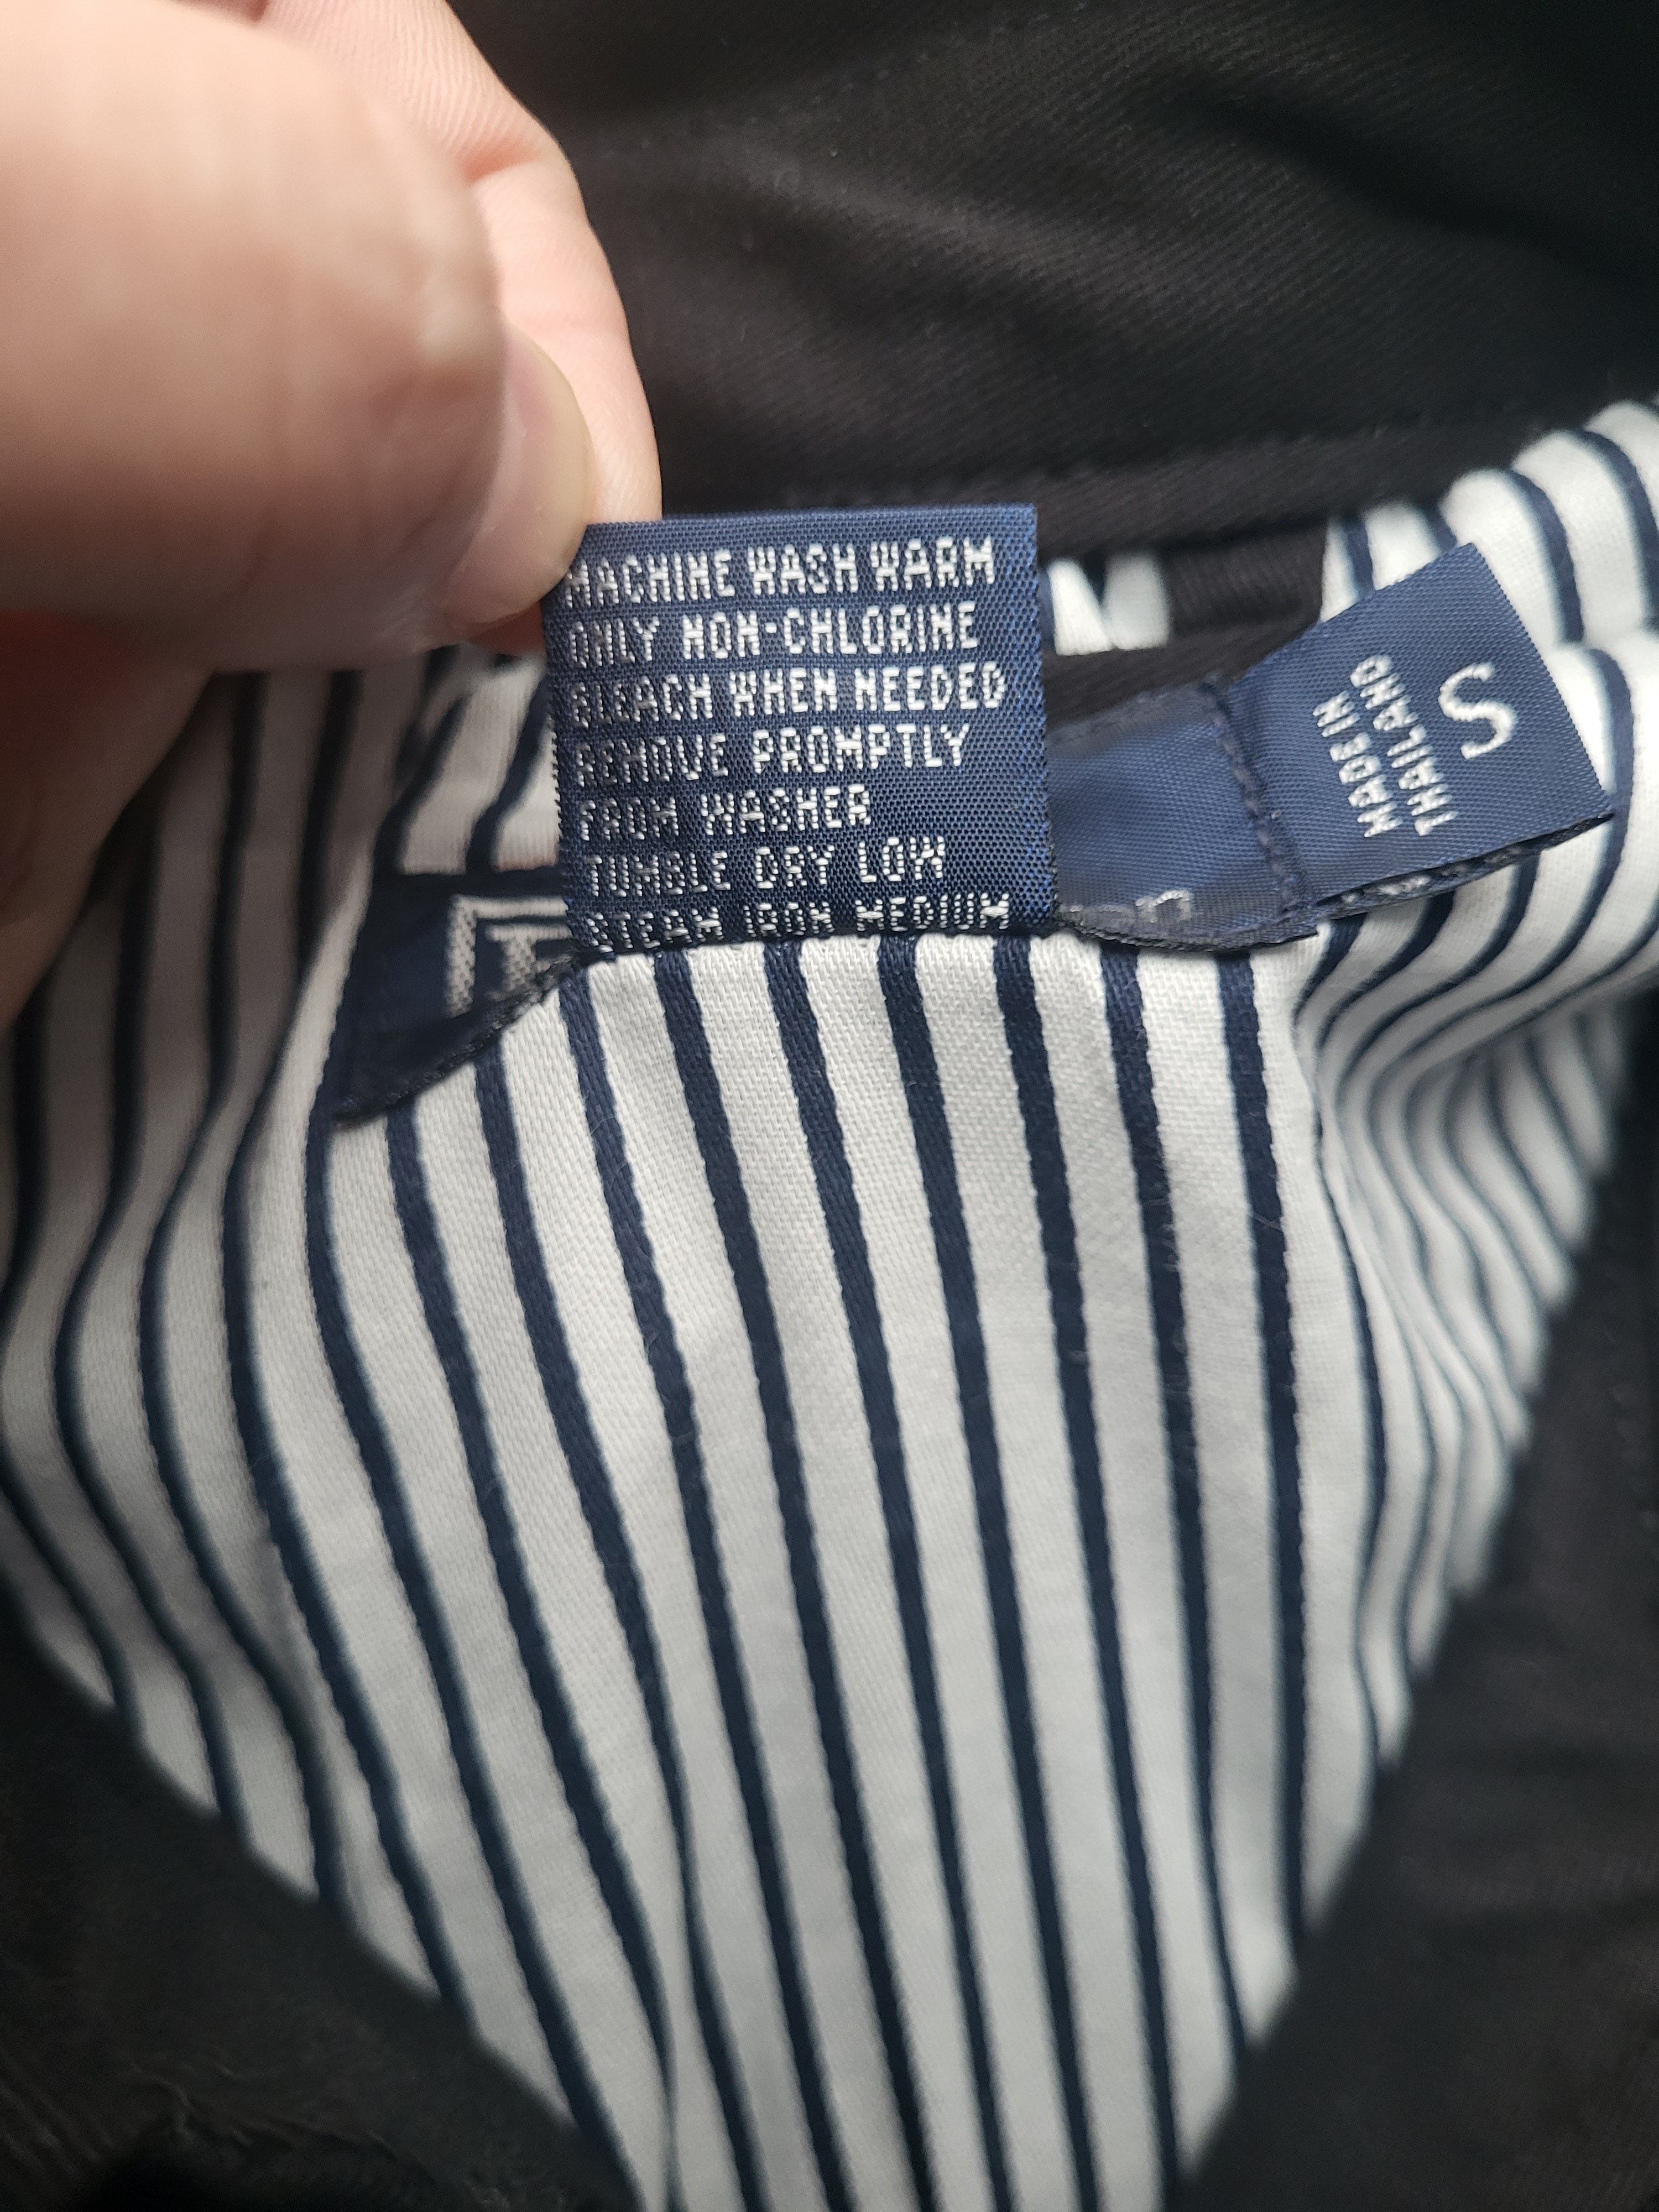 MACHINE WASH WARM
ONLY NON-CHLORINE
BLEACH WHEN NEEDED
REMOVE PROMPTLY
FROM WASHER
TUMBLE DRY LOW
STEAM IRON MEDIUM
S
MADE IN
THAILAND